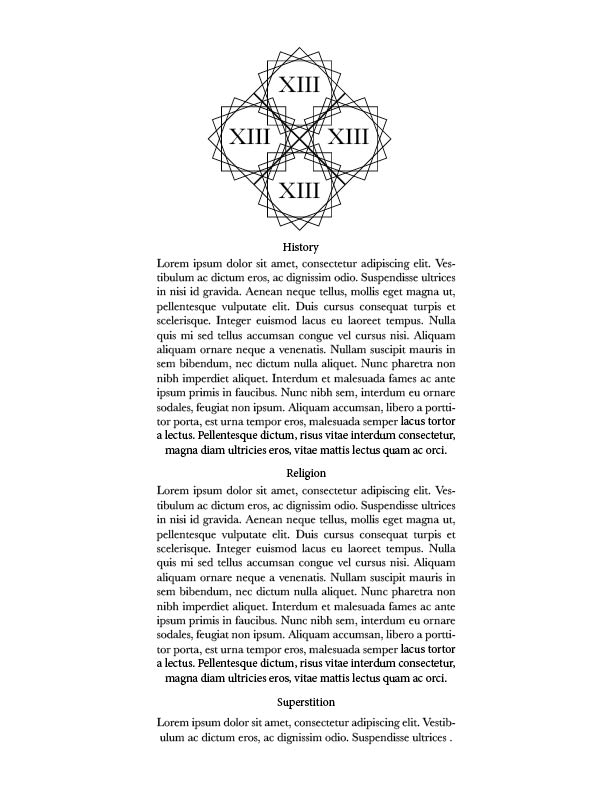 XIII
XIII XIII
XIII
History
Lorem ipsum dolor sit amet, consectetur adipiscing elit. Ves-
tibulum ac dictum eros, ac dignissim odio. Suspendisse ultrices
in nisi id gravida. Aenean neque tellus, mollis eget magna ut,
pellentesque vulputate elit. Duis cursus consequat turpis et
scelerisque. Integer euismod lacus eu laoreet tempus. Nulla
quis mi sed tellus accumsan congue vel cursus nisi. Aliquam
aliquam ornare neque a venenatis. Nullam suscipit mauris in
sem bibendum, nec dictum nulla aliquet. Nunc pharetra non
nibh imperdiet aliquet. Interdum et malesuada fames ac ante
ipsum primis in faucibus. Nunc nibh sem, interdum eu ornare
sodales, feugiat non ipsum. Aliquam accumsan, libero a portti-
tor porta, est urna tempor eros, malesuada semper lacus tortor
a lectus. Pellentesque dictum, risus vitae interdum consectetur,
magna diam ultricies eros, vitae mattis lectus quam ac orci.
Religion
Lorem ipsum dolor sit amet, consectetur adipiscing elit. Ves-
tibulum ac dictum eros, ac dignissim odio. Suspendisse ultrices
in nisi id gravida. Aenean neque tellus, mollis eget magna ut,
pellentesque vulputate elit. Duis cursus consequat turpis et
scelerisque. Integer euismod lacus eu laoreet tempus. Nulla
quis mi sed tellus accumsan congue vel cursus nisi. Aliquam
aliquam ornare neque a venenatis. Nullam suscipit mauris in
sem bibendum, nec dictum nulla aliquet. Nunc pharetra non
nibh imperdiet aliquet. Interdum et malesuada fames ac ante
ipsum primis in faucibus. Nunc nibh sem, interdum eu ornare
sodales, feugiat non ipsum. Aliquam accumsan, libero a portti-
tor porta, est urna tempor eros, malesuada semper lacus tortor
a lectus. Pellentesque dictum, risus vitae interdum consectetur,
magna diam ultricies eros, vitae mattis lectus quam ac orci.
Superstition
Lorem ipsum dolor sit amet, consectetur adipiscing elit. Vestib-
ulum ac dictum eros, ac dignissim odio. Suspendisse ultrices .